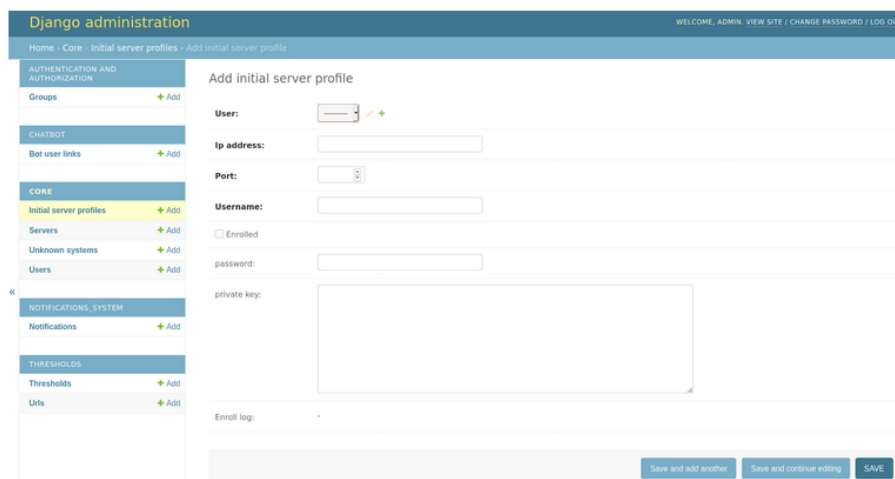 Django administration
WELCOME, ADMIN. VIEW SITE / CHANGE PASSWORD / LOG
Home › Core › Initial server profiles › Add initial server profile
AUTHENTICATION AND
AUTHORIZATION
Groups + Add
CHATBOT
Bot user links + Add
CORE
Initial server profiles + Add
Servers + Add
Unknown systems + Add
Users + Add
«
NOTIFICATIONS_SYSTEM
Notifications + Add
THRESHOLDS
Thresholds + Add
Urls + Add
Add initial server profile
User: ---------
Ip address:
Port:
Username:
Enrolled
password:
private key:
Enroll log: -
Save and add another
Save and continue editing
SAVE